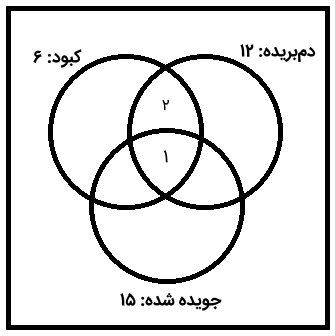 دم‌بریده: ۱۲
کبود: ۶
۲
۱
جویده شده: ۱۵